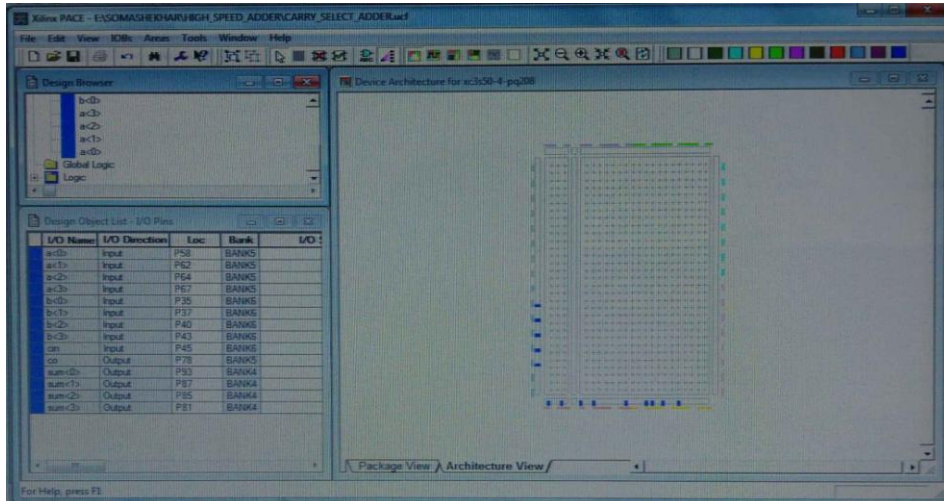 Xilinx PACE - E:\SOMASHEKHAR\HIGH_SPEED_ADDER\CARRY_SELECT_ADDER.ucf
File Edit View IOBs Areas Tools Window Help
Design Browser
b<0>
a<3>
a<2>
a<1>
a<0>
Global Logic
Logic
Design Object List - I/O Pins
I/O Name I/O Direction Loc Bank I/O S
a<0> Input P58 BANK5
a<1> Input P62 BANK5
a<2> Input P64 BANK5
a<3> Input P67 BANK5
b<0> Input P35 BANK6
b<1> Input P37 BANK6
b<2> Input P40 BANK6
b<3> Input P43 BANK6
cin Input P45 BANK6
co Output P78 BANK5
sum<0> Output P93 BANK4
sum<1> Output P87 BANK4
sum<2> Output P85 BANK4
sum<3> Output P81 BANK4
Device Architecture for xc3s50-4-pq208
Package View Architecture View
For Help, press F1